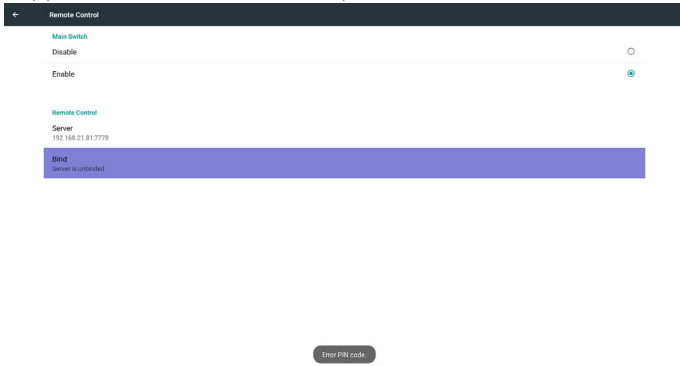 Remote Control
Main Switch
Disable
Enable
Remote Control
Server
192.168.21.81:7778
Bind
Server is unbinded
Error PIN code.